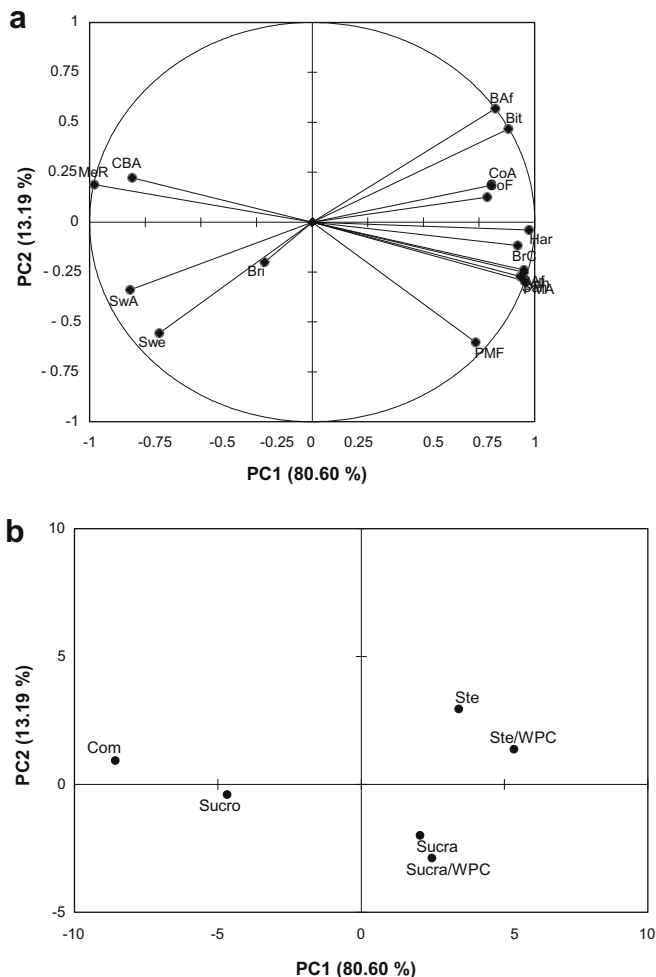 a
1
0.75
0.5
0.25
0
- 0.25
- 0.5
- 0.75
- 1
PC2 (13.19 %)
BAf
Bit
CoA
oF
CBA
MeR
Har
BrC
Bri
SwA
Swe
PMF
-1
-0.75
-0.5
-0.25
0
0.25
0.5
0.75
1
PC1 (80.60 %)
b
10
5
0
-5
PC2 (13.19 %)
Ste
Ste/WPC
Com
Sucro
Sucra
Sucra/WPC
-10
-5
0
5
10
PC1 (80.60 %)